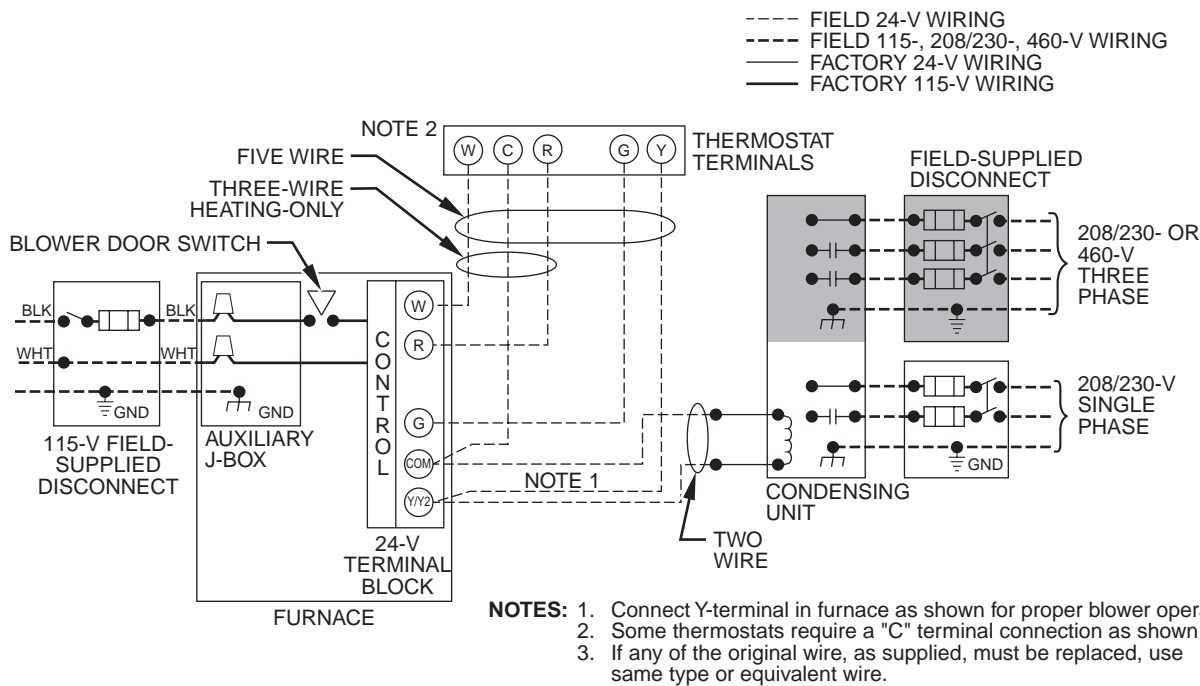 FIELD 24-V WIRING
FIELD 115-, 208/230-, 460-V WIRING
FACTORY 24-V WIRING
FACTORY 115-V WIRING
NOTE 2
W C R G Y
THERMOSTAT
TERMINALS
FIVE WIRE
THREE-WIRE
HEATING-ONLY
BLOWER DOOR SWITCH
FIELD-SUPPLIED
DISCONNECT
208/230- OR
460-V
THREE
PHASE
BLK
BLK
WHT
WHT
GND
GND
115-V FIELD-
SUPPLIED
DISCONNECT
AUXILIARY
J-BOX
CONTROL
W
R
G
COM
Y/Y2
NOTE 1
24-V
TERMINAL
BLOCK
FURNACE
TWO
WIRE
CONDENSING
UNIT
GND
208/230-V
SINGLE
PHASE
NOTES: 1. Connect Y-terminal in furnace as shown for proper blower oper
2. Some thermostats require a "C" terminal connection as shown
3. If any of the original wire, as supplied, must be replaced, use
same type or equivalent wire.